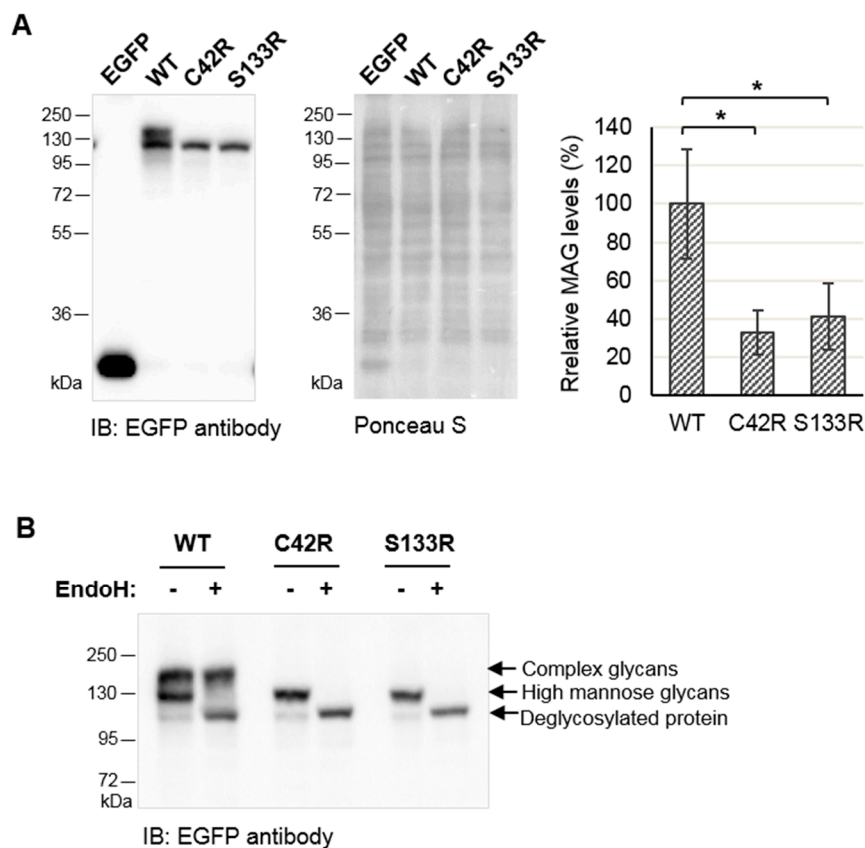 A
EGFP
WT
C42R
S133R
250
130
95
72
55
36
kDa
IB: EGFP antibody
EGFP
WT
C42R
S133R
250
130
95
72
55
36
kDa
Ponceau S
* *
Rrelative MAG levels (%)
140
120
100
80
60
40
20
0
WT C42R S133R
B
WT C42R S133R
EndoH: - + - + - +
250
130
95
72
kDa
Complex glycans
High mannose glycans
Deglycosylated protein
IB: EGFP antibody